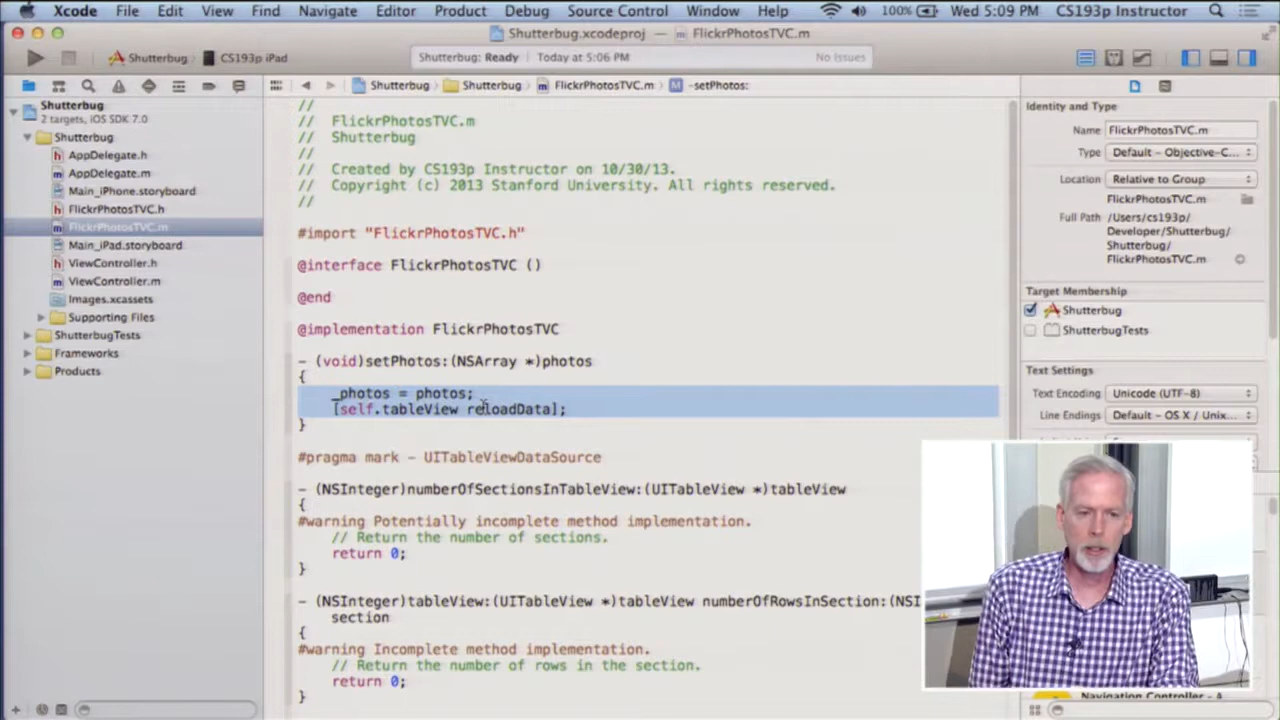 Xcode File Edit View Find Navigate Editor Product Debug Source Control Window Help 100% Wed 5:09 PM CS193p Instructor
Shutterbug.xcodeproj — FlickrPhotosTVC.m
Shutterbug CS193p iPad
Shutterbug: Ready Today at 5:06 PM No Issues
Shutterbug Shutterbug FlickrPhotosTVC.m M -setPhotos:
Shutterbug
2 targets, iOS SDK 7.0
Shutterbug
h AppDelegate.h
m AppDelegate.m
Main_iPhone.storyboard
h FlickrPhotosTVC.h
m FlickrPhotosTVC.m
Main_iPad.storyboard
h ViewController.h
m ViewController.m
Images.xcassets
Supporting Files
ShutterbugTests
Frameworks
Products
//
// FlickrPhotosTVC.m
// Shutterbug
//
// Created by CS193p Instructor on 10/30/13.
// Copyright (c) 2013 Stanford University. All rights reserved.
//
#import "FlickrPhotosTVC.h"
@interface FlickrPhotosTVC ()
@end
@implementation FlickrPhotosTVC
- (void)setPhotos:(NSArray *)photos
{
_photos = photos;
[self.tableView reloadData];
}
#pragma mark - UITableViewDataSource
- (NSInteger)numberOfSectionsInTableView:(UITableView *)tableView
{
#warning Potentially incomplete method implementation.
// Return the number of sections.
return 0;
}
- (NSInteger)tableView:(UITableView *)tableView numberOfRowsInSection:(NSI
section
{
#warning Incomplete method implementation.
// Return the number of rows in the section.
return 0;
}
Identity and Type
Name FlickrPhotosTVC.m
Type Default - Objective-C...
Location Relative to Group
FlickrPhotosTVC.m
Full Path /Users/cs193p/
Developer/Shutterbug/
Shutterbug/
FlickrPhotosTVC.m
Target Membership
Shutterbug
ShutterbugTests
Text Settings
Text Encoding Unicode (UTF-8)
Line Endings Default - OS X / Unix...
Navigation Controller - A